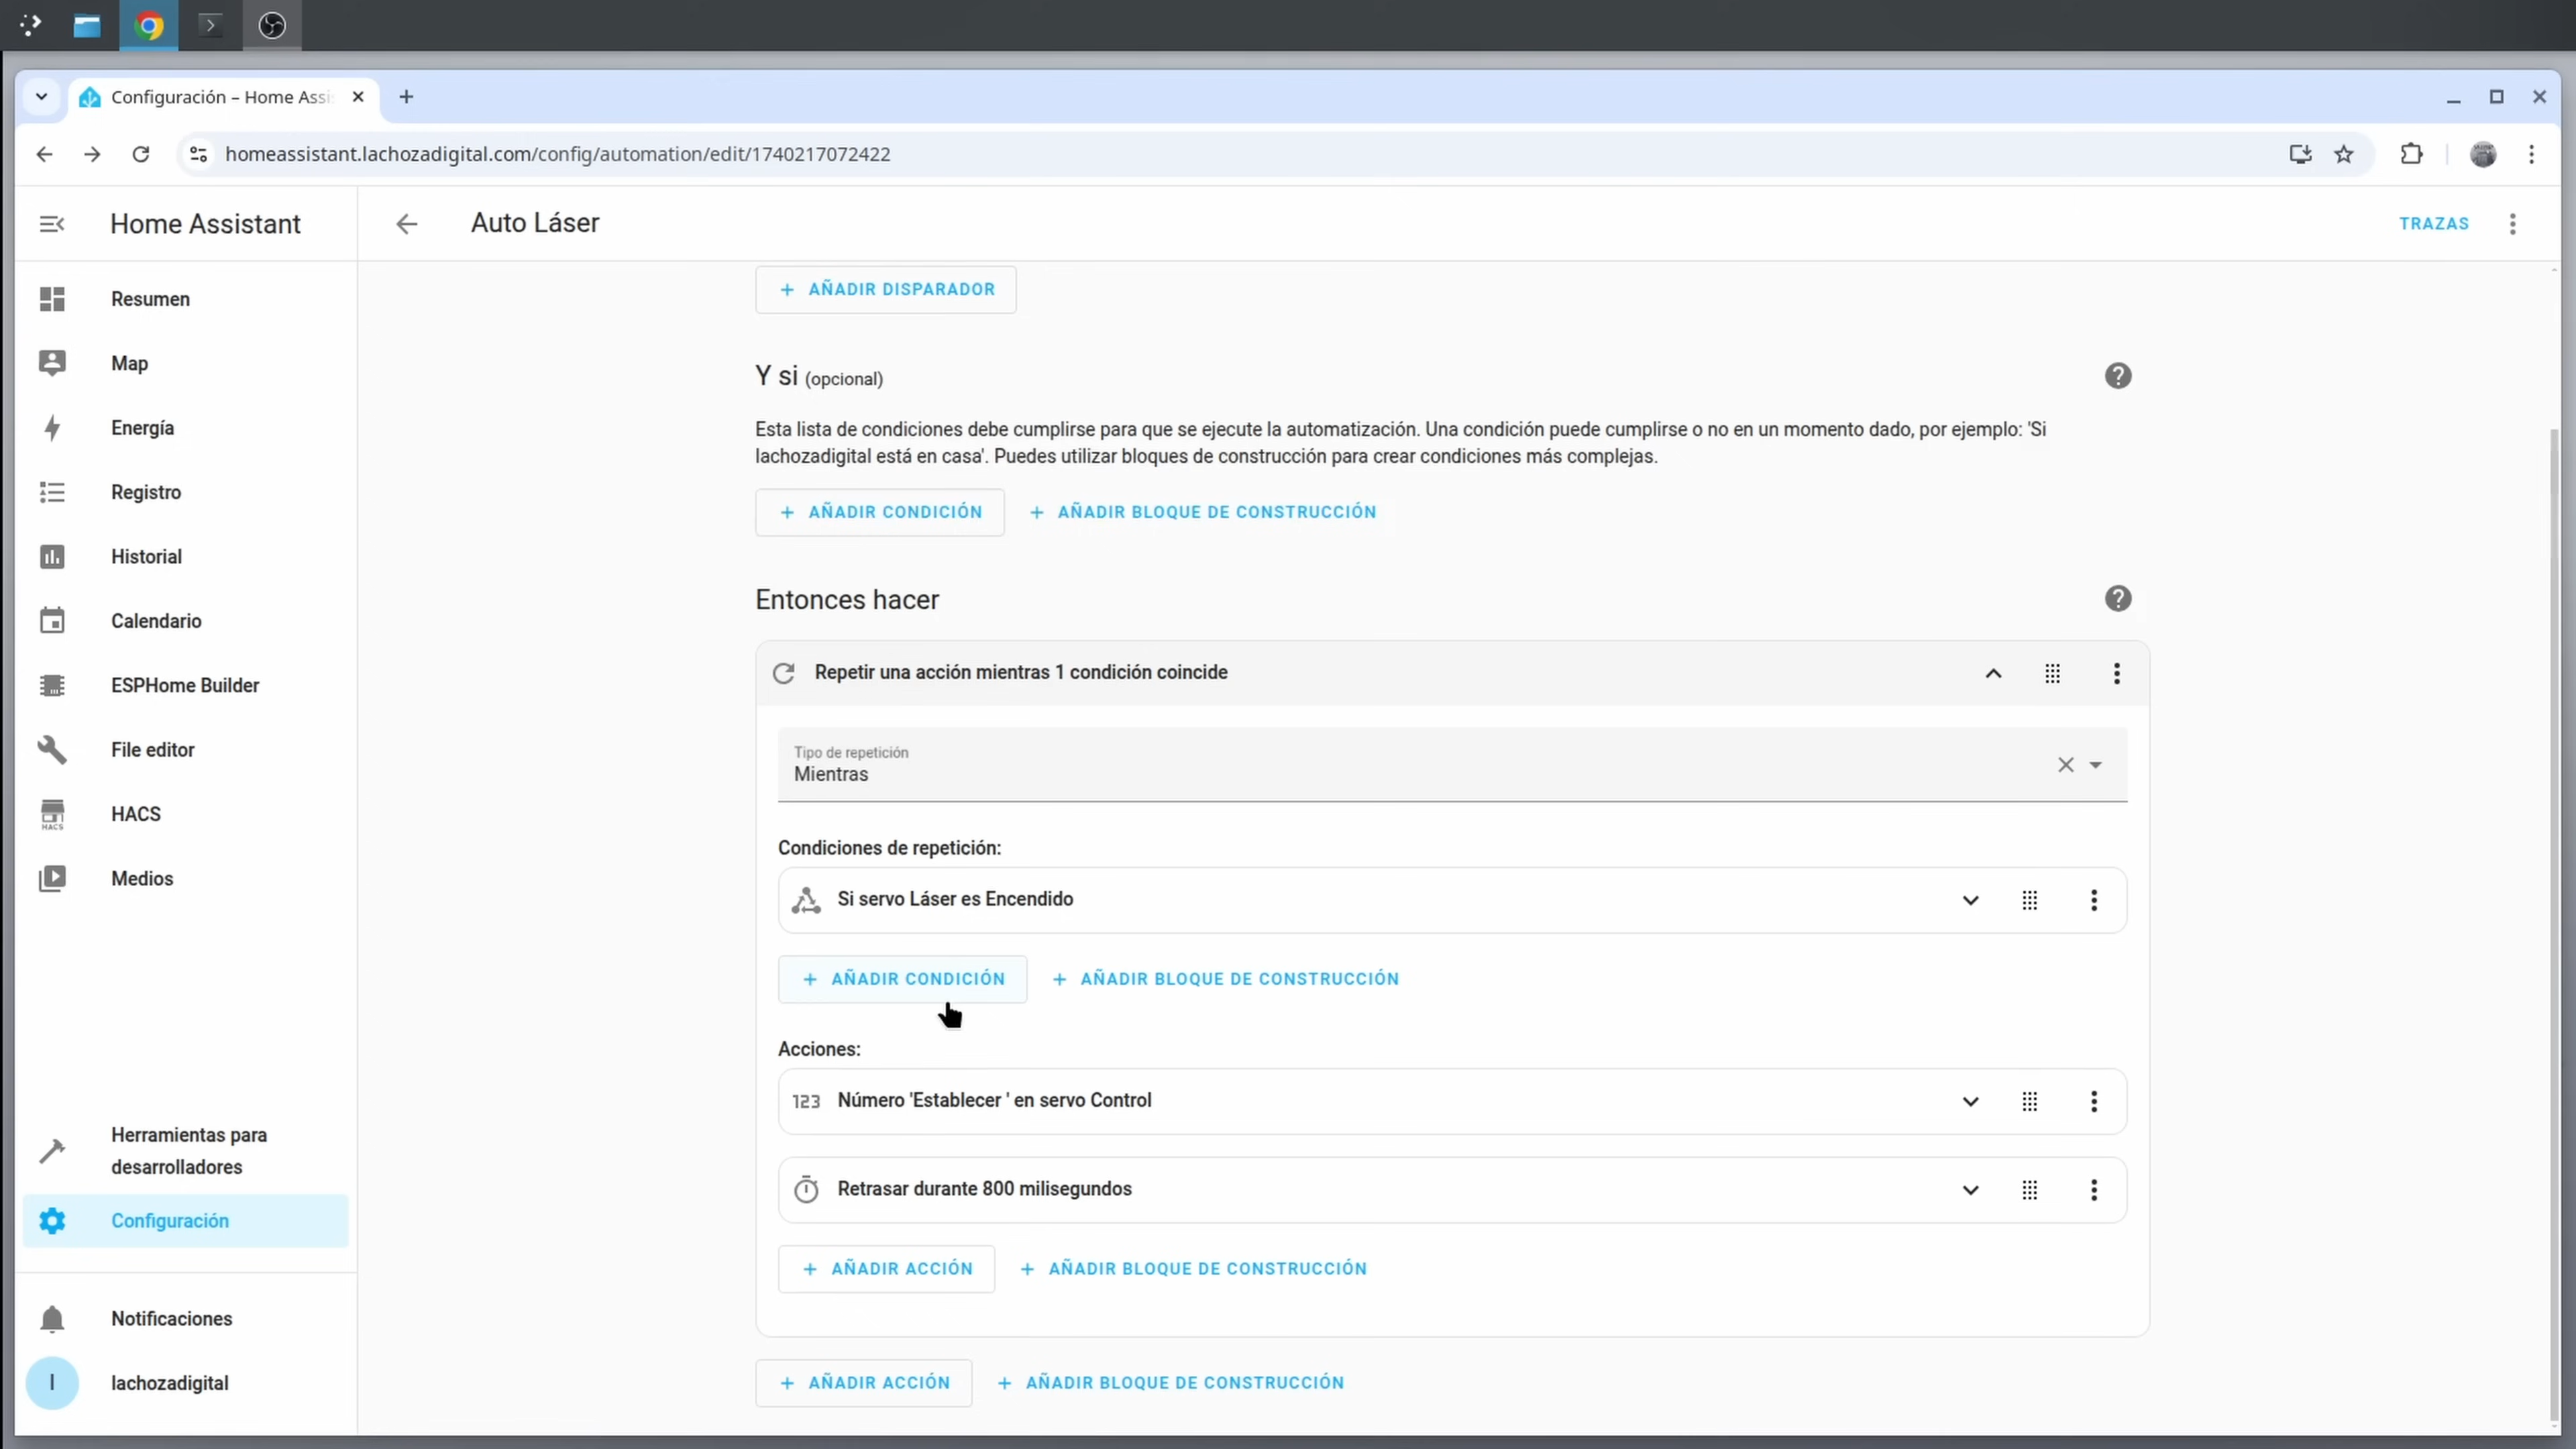 Configuración – Home Assi
homeassistant.lachozadigital.com/config/automation/edit/1740217072422
Home Assistant
Auto Láser
TRAZAS
Resumen
Map
Energía
Registro
Historial
Calendario
ESPHome Builder
File editor
HACS
HACS
Medios
Herramientas para
desarrolladores
Configuración
Notificaciones
l
lachozadigital
+ AÑADIR DISPARADOR
Y si (opcional)
Esta lista de condiciones debe cumplirse para que se ejecute la automatización. Una condición puede cumplirse o no en un momento dado, por ejemplo: 'Si
lachozadigital está en casa'. Puedes utilizar bloques de construcción para crear condiciones más complejas.
+ AÑADIR CONDICIÓN + AÑADIR BLOQUE DE CONSTRUCCIÓN
Entonces hacer
Repetir una acción mientras 1 condición coincide
Tipo de repetición
Mientras
Condiciones de repetición:
Si servo Láser es Encendido
+ AÑADIR CONDICIÓN + AÑADIR BLOQUE DE CONSTRUCCIÓN
Acciones:
123 Número 'Establecer ' en servo Control
Retrasar durante 800 milisegundos
+ AÑADIR ACCIÓN + AÑADIR BLOQUE DE CONSTRUCCIÓN
+ AÑADIR ACCIÓN + AÑADIR BLOQUE DE CONSTRUCCIÓN